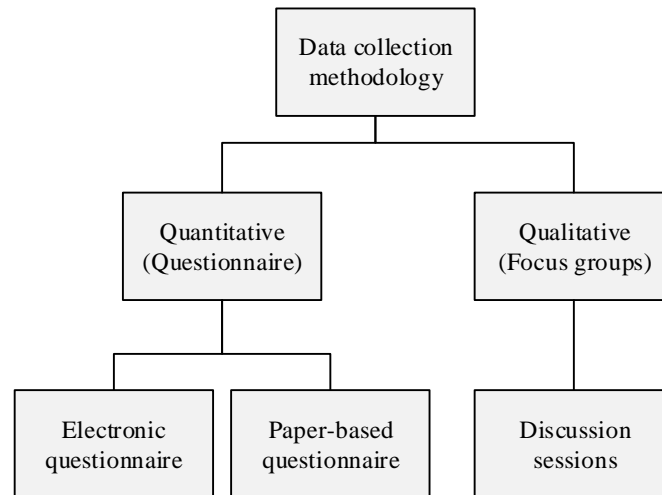 Data collection
methodology
Quantitative
(Questionnaire)
Qualitative
(Focus groups)
Electronic
questionnaire
Paper-based
questionnaire
Discussion
sessions